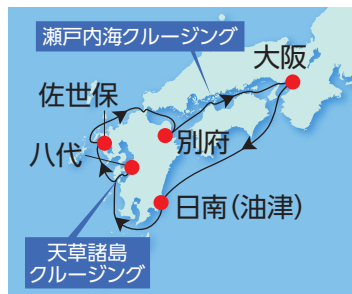 瀬戸内海クルージング
大阪
佐世保
八代
別府
日南（油津）
天草諸島
クルージング